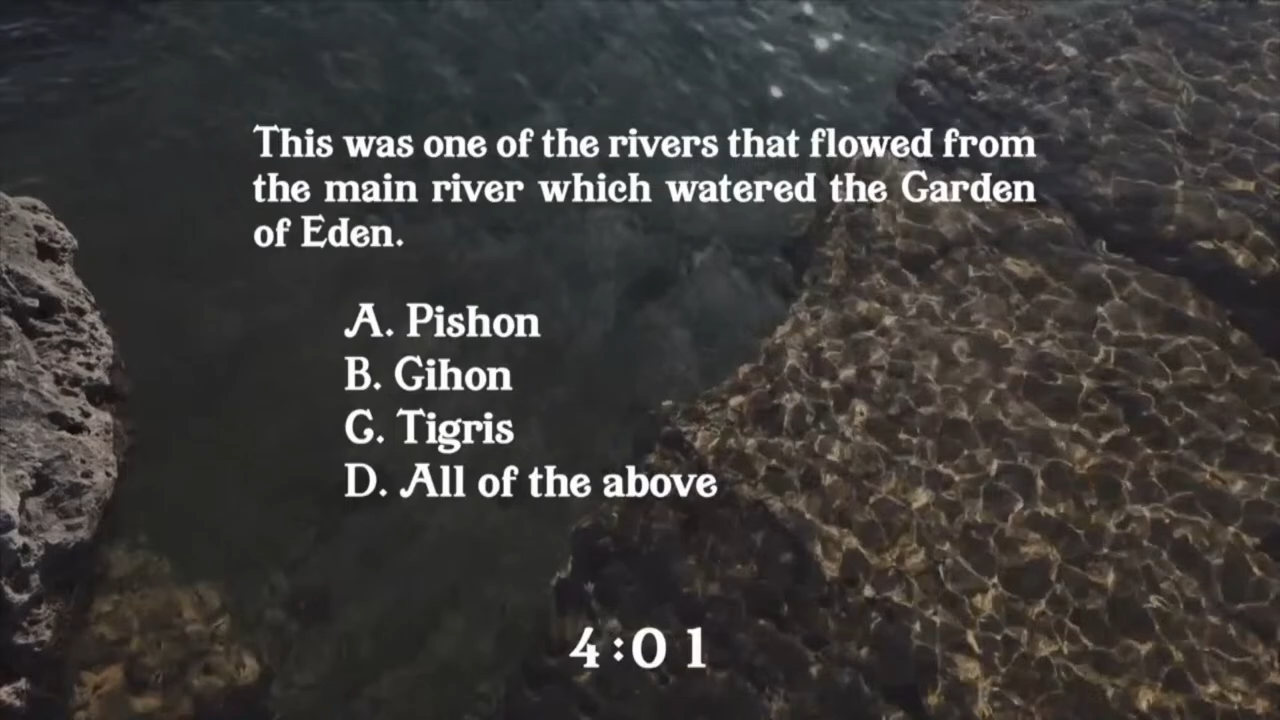 This was one of the rivers that flowed from
the main river which watered the Garden
of Eden.
A. Pishon
B. Gihon
C. Tigris
D. All of the above
4:01